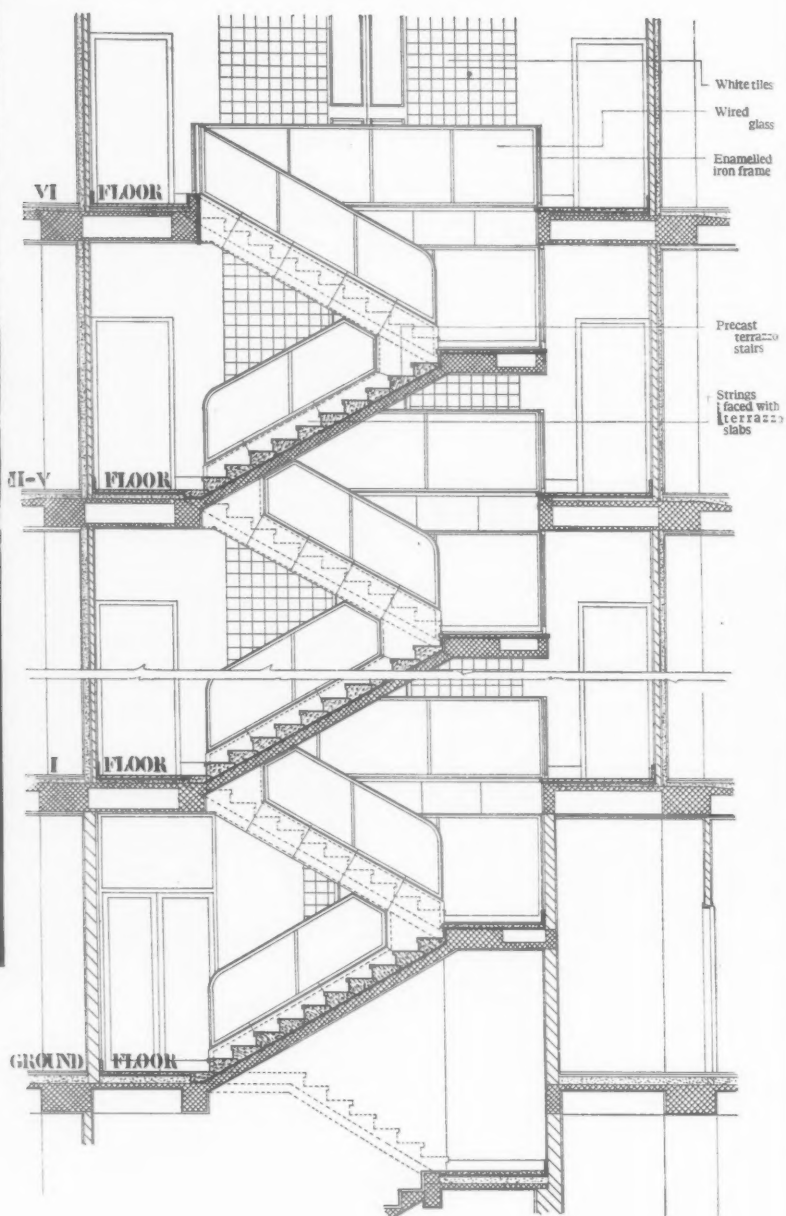 White tiles
Wired
glass
Enamelled
iron frame
VI FLOOR
Precast
terrazzo
stairs
Strings
faced with
terrazzo
slabs
II-V FLOOR
I FLOOR
GROUND FLOOR